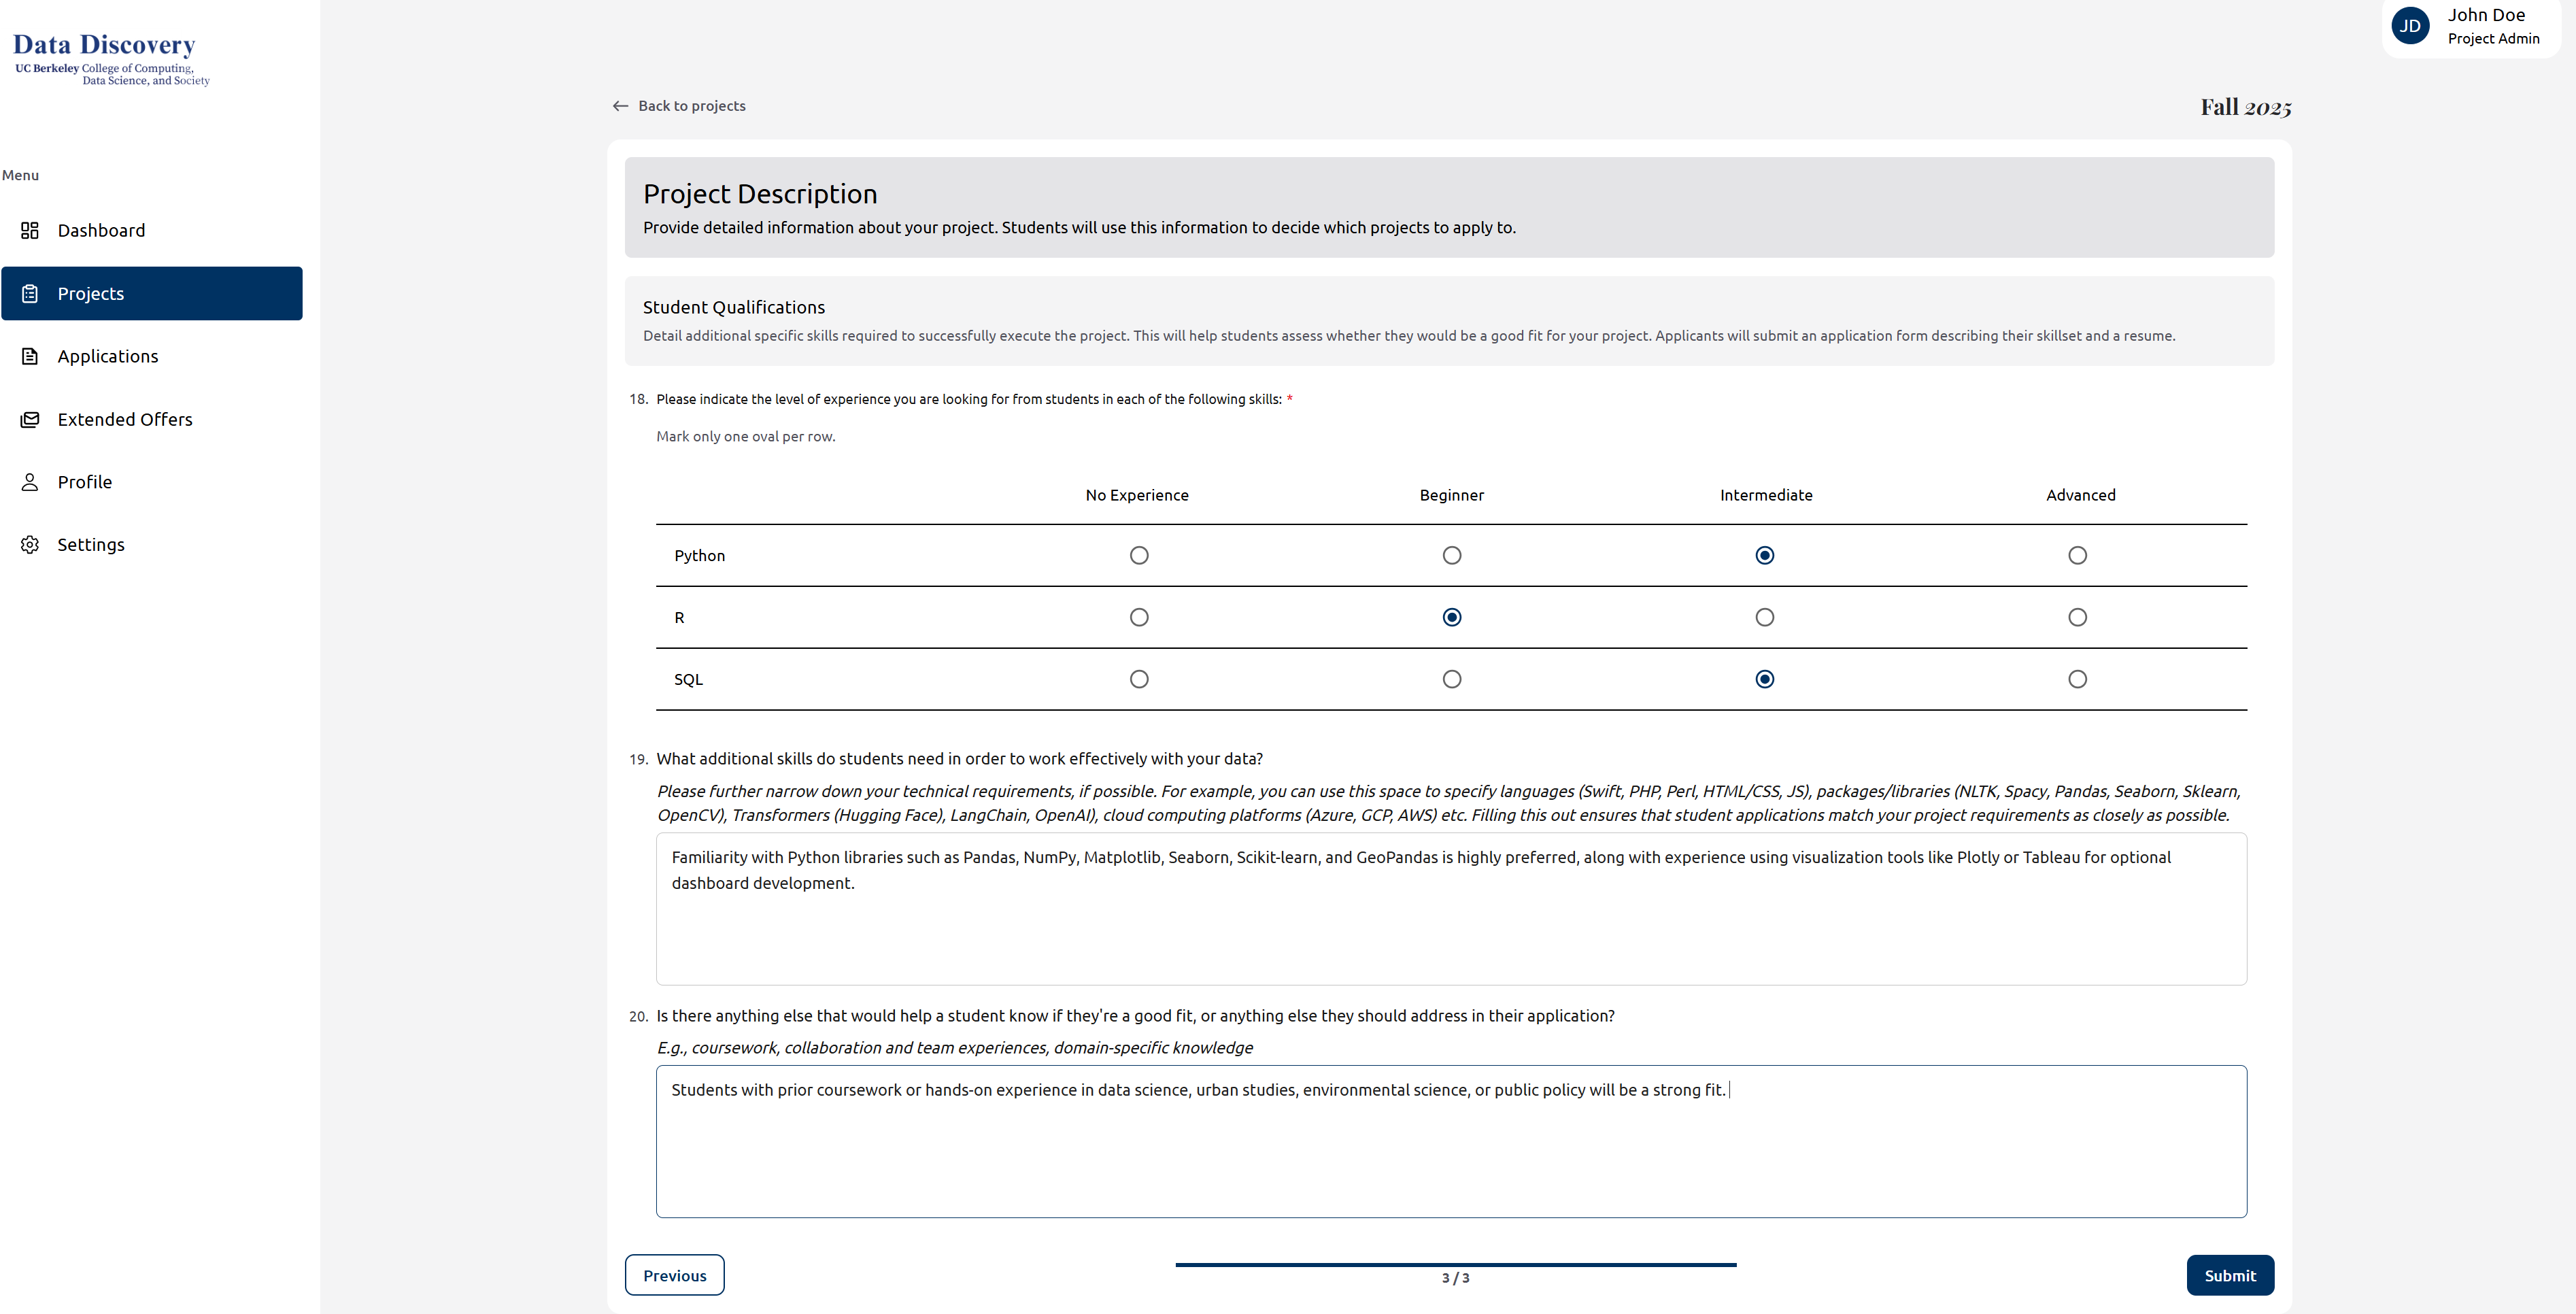 Data Discovery
UC Berkeley College of Computing,
Data Science, and Society
Menu
Dashboard
Projects
Applications
Extended Offers
Profile
Settings
JD
John Doe
Project Admin
Back to projects
Fall 2025
Project Description
Provide detailed information about your project. Students will use this information to decide which projects to apply to.
Student Qualifications
Detail additional specific skills required to successfully execute the project. This will help students assess whether they would be a good fit for your project. Applicants will submit an application form describing their skillset and a resume.
18. Please indicate the level of experience you are looking for from students in each of the following skills: *
Mark only one oval per row.
No Experience Beginner Intermediate Advanced
Python
R
SQL
19. What additional skills do students need in order to work effectively with your data?
Please further narrow down your technical requirements, if possible. For example, you can use this space to specify languages (Swift, PHP, Perl, HTML/CSS, JS), packages/libraries (NLTK, Spacy, Pandas, Seaborn, Sklearn,
OpenCV), Transformers (Hugging Face), LangChain, OpenAI), cloud computing platforms (Azure, GCP, AWS) etc. Filling this out ensures that student applications match your project requirements as closely as possible.
Familiarity with Python libraries such as Pandas, NumPy, Matplotlib, Seaborn, Scikit-learn, and GeoPandas is highly preferred, along with experience using visualization tools like Plotly or Tableau for optional
dashboard development.
20. Is there anything else that would help a student know if they're a good fit, or anything else they should address in their application?
E.g., coursework, collaboration and team experiences, domain-specific knowledge
Students with prior coursework or hands-on experience in data science, urban studies, environmental science, or public policy will be a strong fit.
Previous
3 / 3
Submit